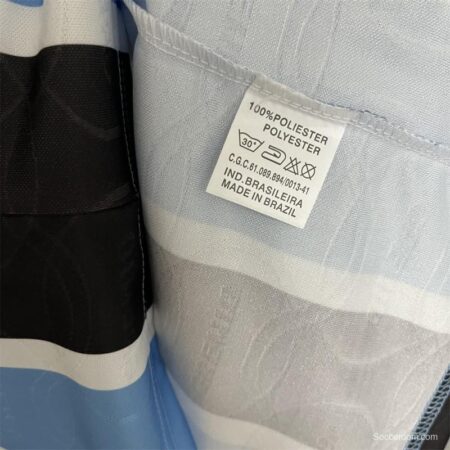 100%POLIESTER
POLYESTER
30°
C.G.C.61.089.894/0013-41
IND.BRASILEIRA
MADE IN BRAZIL